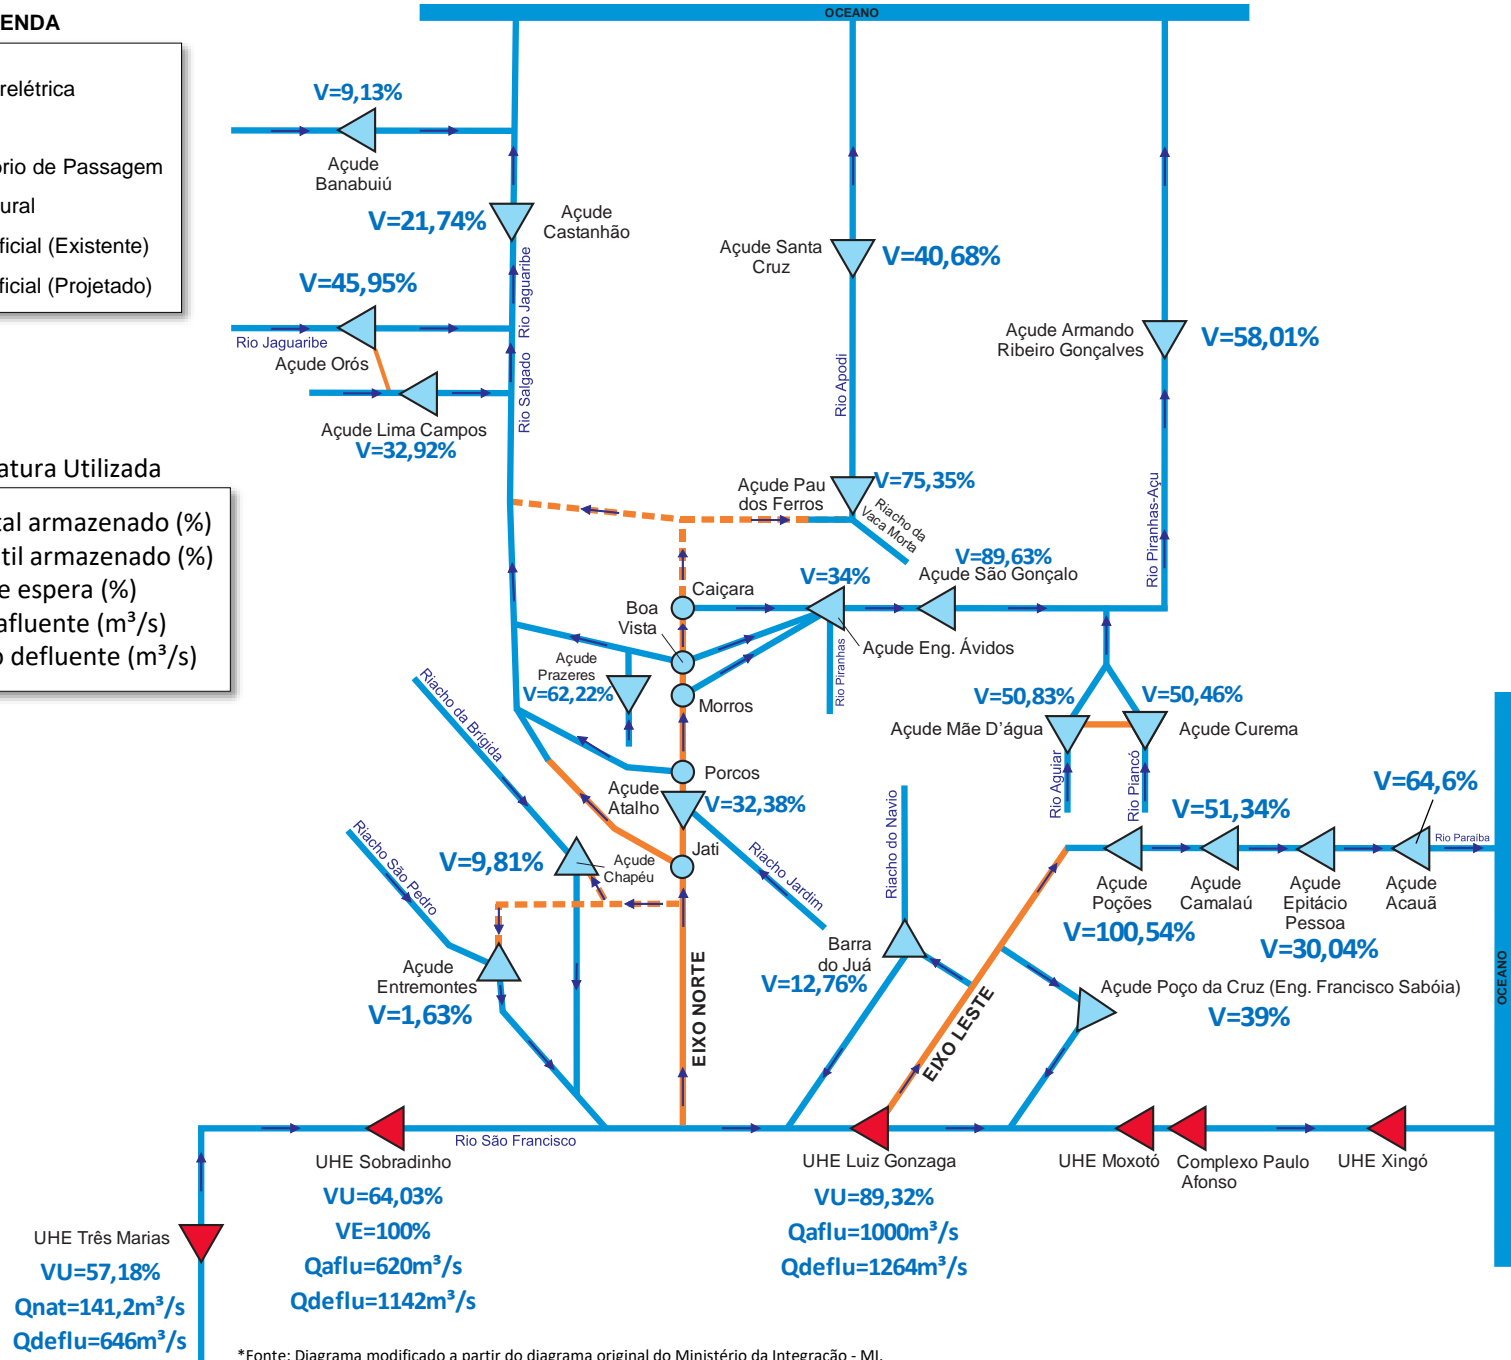 OCEANO
ENDA
relétrica
ório de Passagem
ural
ficial (Existente)
ficial (Projetado)
V=9,13%
Açude
Banabuiú
V=21,74%
Açude
Castanhão
V=45,95%
Rio Jaguaribe
Açude Orós
Rio Jaguaribe
Rio Salgado
Açude Lima Campos
V=32,92%
Açude Santa
Cruz
V=40,68%
Rio Apodi
Açude Armando
Ribeiro Gonçalves
V=58,01%
Rio Piranhas-Açu
atura Utilizada
tal armazenado (%)
til armazenado (%)
e espera (%)
afluente (m³/s)
o defluente (m³/s)
Açude Pau
dos Ferros
V=75,35%
Riacho da
Vaca Morta
V=89,63%
Açude São Gonçalo
V=34%
Açude Eng. Ávidos
Rio Piranhas
Caiçara
Boa
Vista
Morros
Açude
Prazeres
V=62,22%
Porcos
Açude
Atalho
V=32,38%
Jati
Riacho Jardim
Riacho da Brígida
Riacho São Pedro
V=9,81%
Açude
Chapéu
Açude
Entremontes
V=1,63%
EIXO NORTE
V=50,83%
Açude Mãe D'água
V=50,46%
Açude Curema
Rio Aguiar
Rio Piancó
V=64,6%
V=51,34%
Rio Paraíba
Açude
Poções
V=100,54%
Açude
Camalaú
Açude
Epitácio
Pessoa
V=30,04%
Açude
Acauã
Riacho do Navio
Barra
do Juá
V=12,76%
EIXO LESTE
Açude Poço da Cruz (Eng. Francisco Sabóia)
V=39%
OCEANO
Rio São Francisco
UHE Sobradinho
VU=64,03%
VE=100%
Qaflu=620m³/s
Qdeflu=1142m³/s
UHE Luiz Gonzaga
VU=89,32%
Qaflu=1000m³/s
Qdeflu=1264m³/s
UHE Moxotó
Complexo Paulo
Afonso
UHE Xingó
UHE Três Marias
VU=57,18%
Qnat=141,2m³/s
Qdeflu=646m³/s
*Fonte: Diagrama modificado a partir do diagrama original do Ministério da Integração - MI.